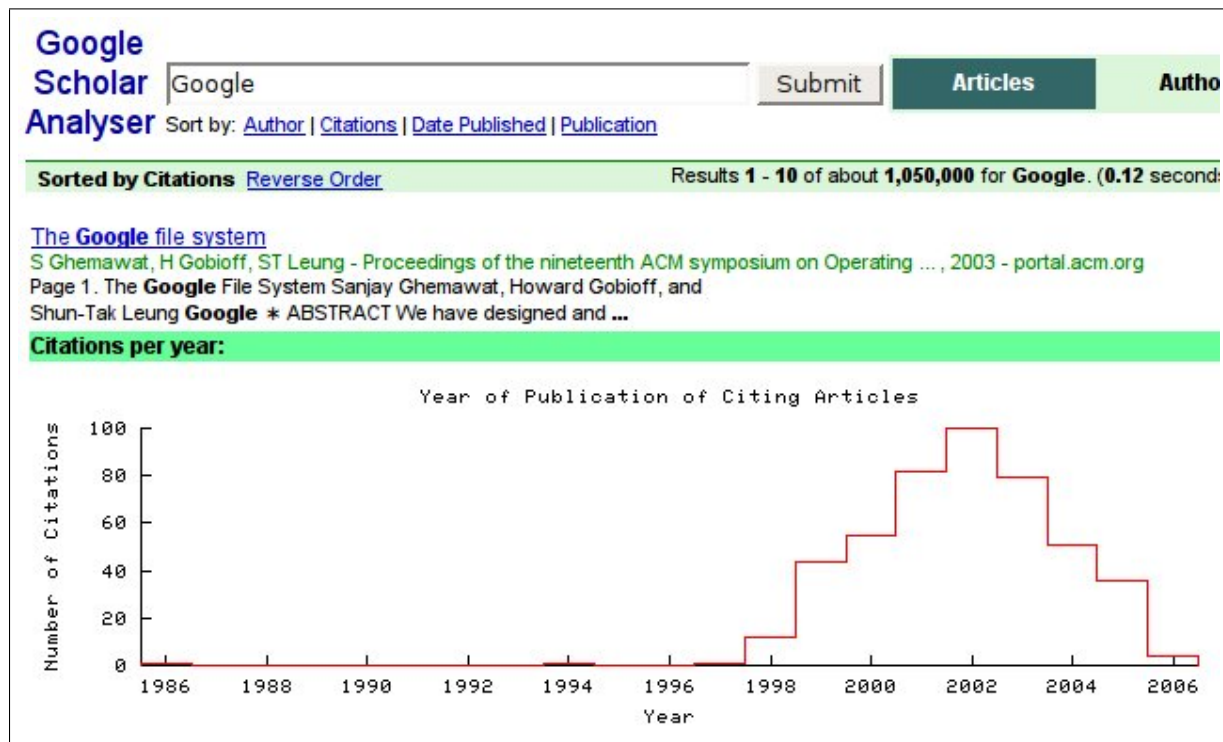 Google
Scholar
Analyser
Google
Submit
Articles
Autho
Sort by: Author | Citations | Date Published | Publication
Sorted by Citations Reverse Order
Results 1 - 10 of about 1,050,000 for Google. (0.12 seconds
The Google file system
S Ghemawat, H Gobioff, ST Leung - Proceedings of the nineteenth ACM symposium on Operating ... , 2003 - portal.acm.org
Page 1. The Google File System Sanjay Ghemawat, Howard Gobioff, and
Shun-Tak Leung Google ∗ ABSTRACT We have designed and ...
Citations per year:
Year of Publication of Citing Articles
Number of Citations
100
80
60
40
20
0
1986 1988 1990 1992 1994 1996 1998 2000 2002 2004 2006
Year